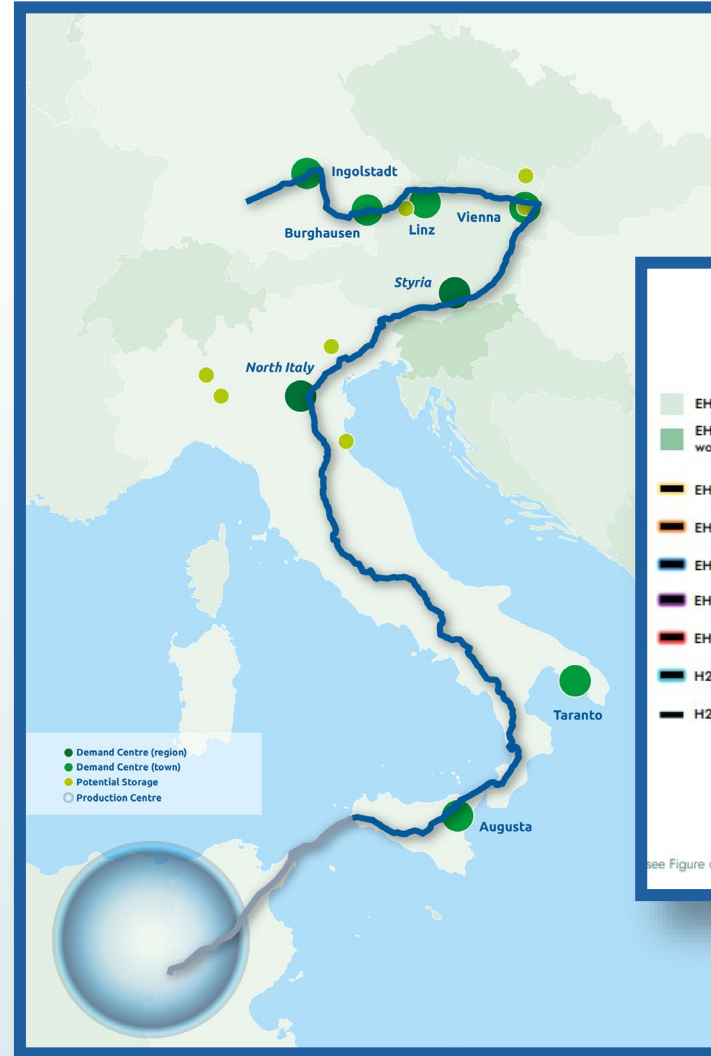 Ingolstadt
Burghausen
Linz
Vienna
Styria
North Italy
Taranto
Augusta
Demand Centre (region)
Demand Centre (town)
Potential Storage
Production Centre
EH
EH
EH
EH
EH
EH
EH
H2
H2
see Figure